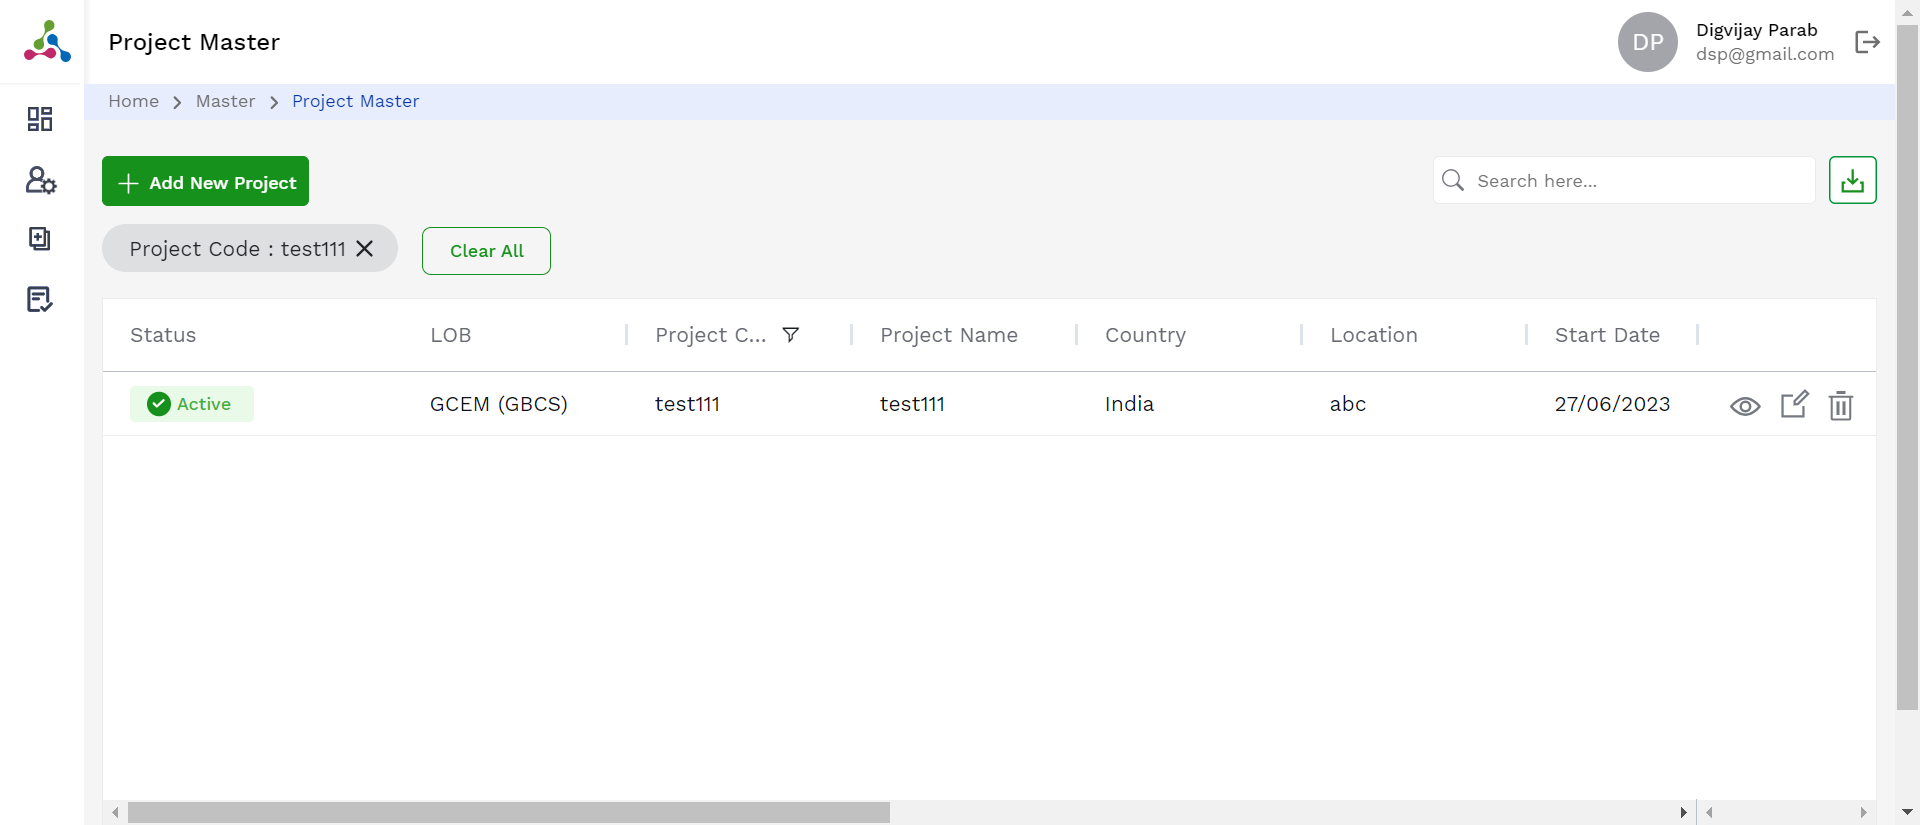 Project Master
DP
Digvijay Parab
dsp@gmail.com
Home > Master > Project Master
Add New Project
Search here...
Project Code : test111
Clear All
Status LOB Project C... Project Name Country Location Start Date
Active GCEM (GBCS) test111 test111 India abc 27/06/2023